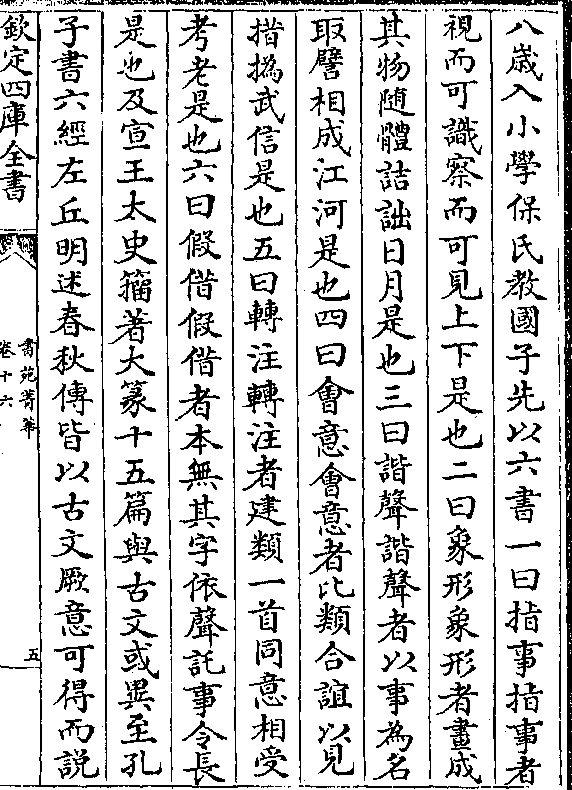 八歳入小學保氏教國子先以六書一曰指事指事者
視而可識察而可見上下是也二曰象形象形者畫成
其物隨體詰詘日月是也三曰諧聲諧聲者以事為名
取譬相成江河是也四曰會意會意者比類合誼以見
指撝武信是也五曰轉注轉注者建類一首同意相受
考老是也六曰假借假借者本無其字依聲託事令長
是也及宣王太史籀著大篆十五篇與古文或異至孔
子書六經左丘明述春秋傳皆以古文厥意可得而説
欽定四庫全書
書苑菁華
卷十六
五